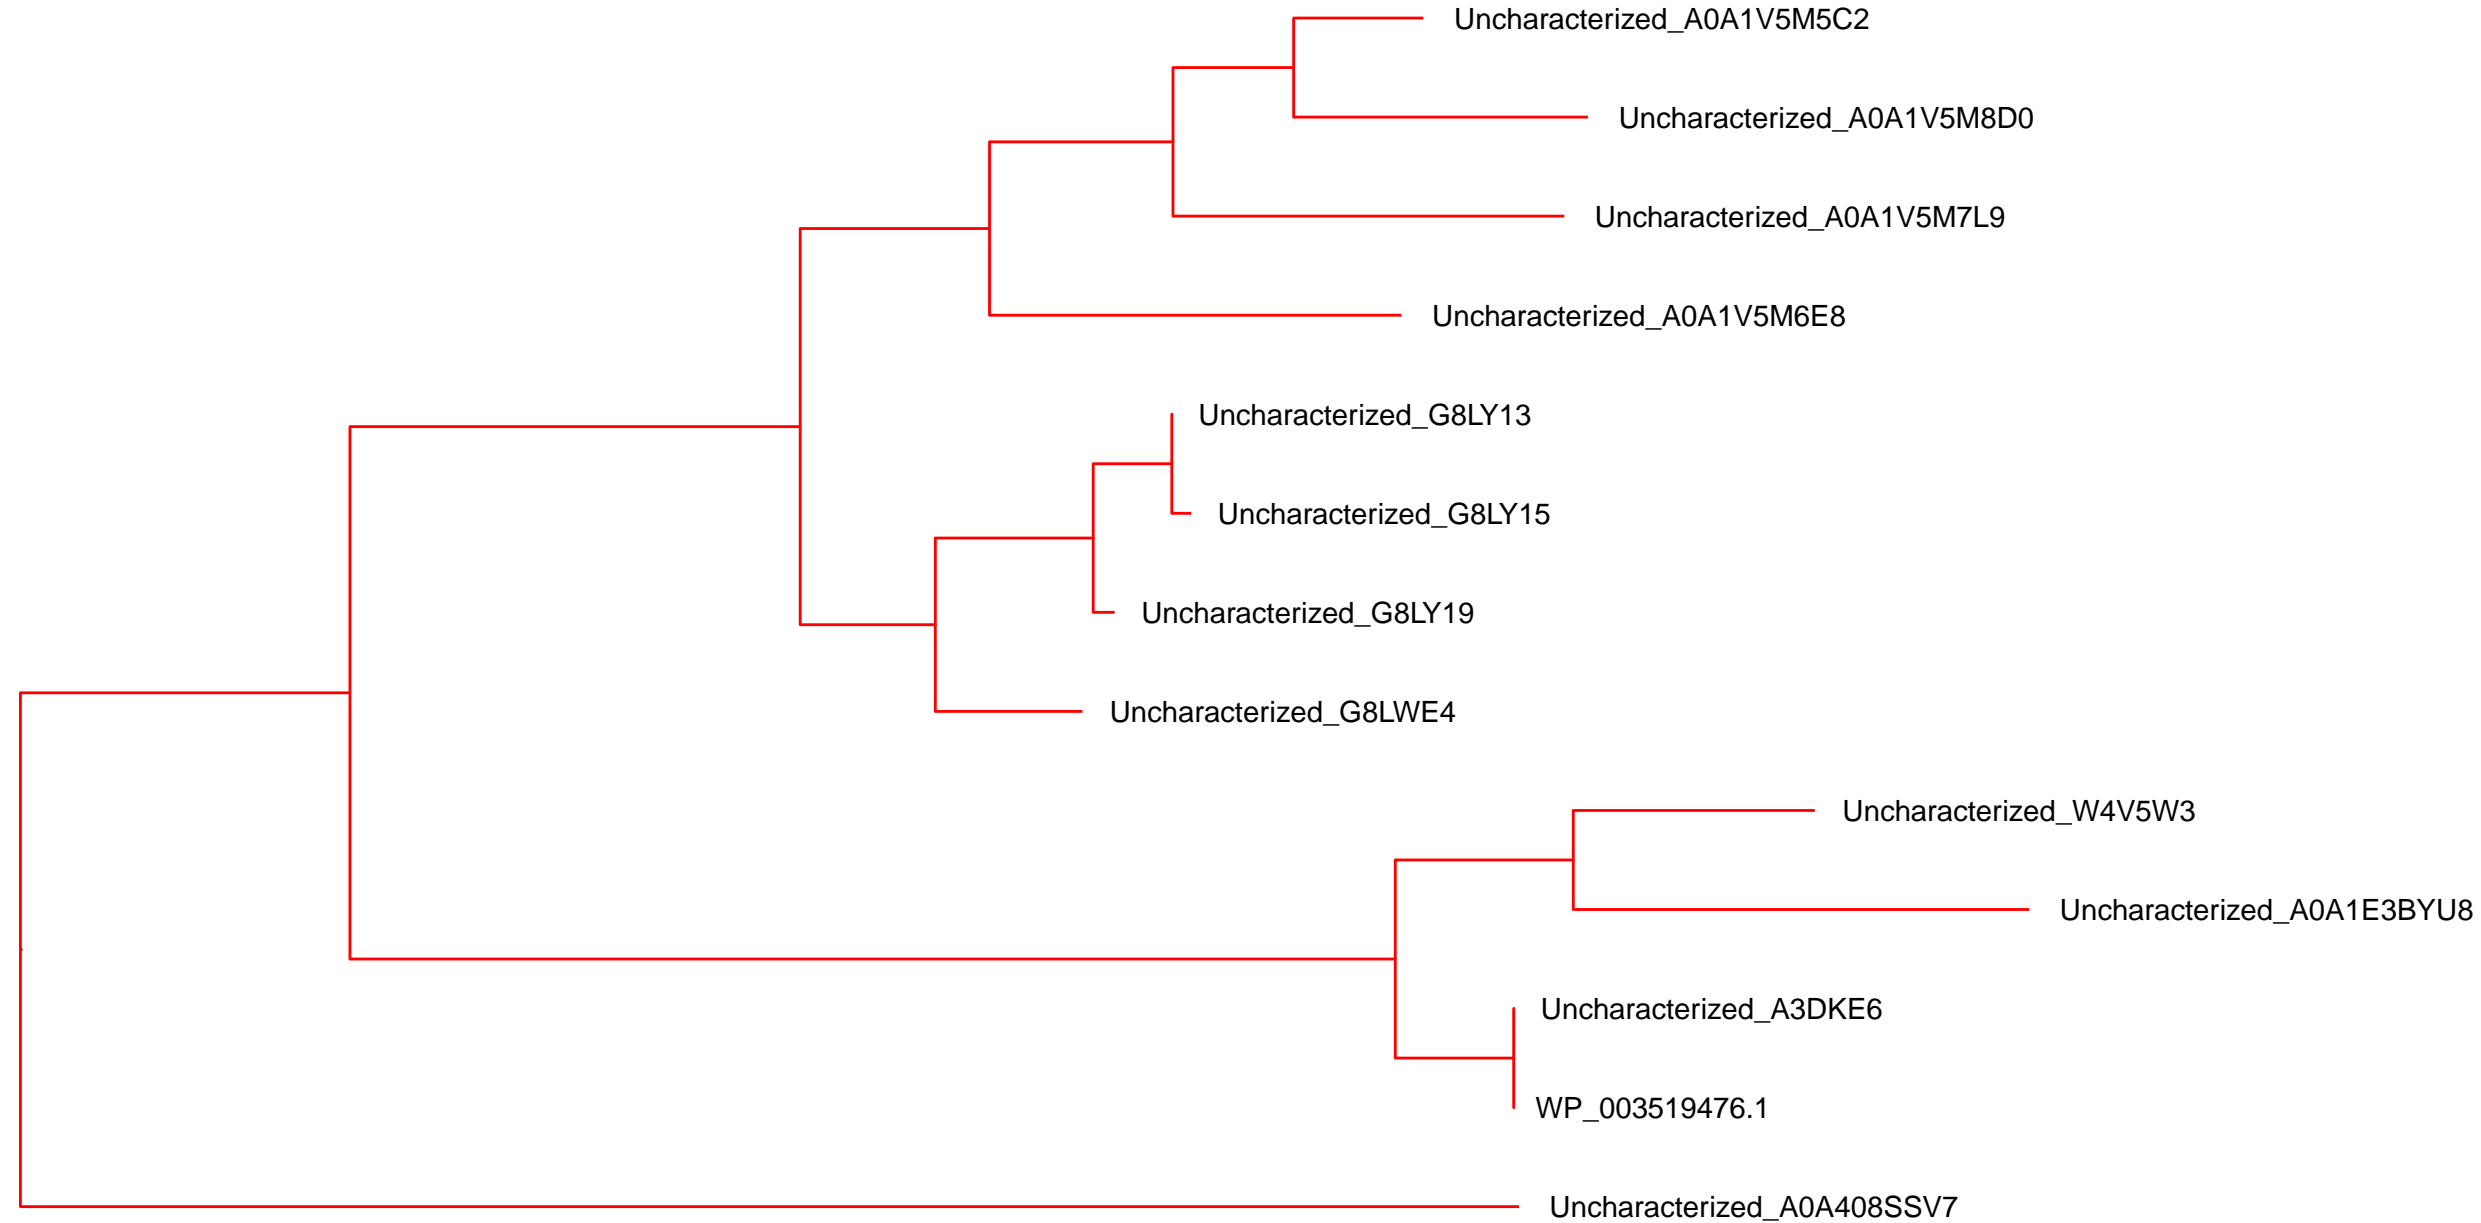 Uncharacterized_A0A1V5M5C2
Uncharacterized_A0A1V5M8D0
Uncharacterized_A0A1V5M7L9
Uncharacterized_A0A1V5M6E8
Uncharacterized_G8LY13
Uncharacterized_G8LY15
Uncharacterized_G8LY19
Uncharacterized_G8LWE4
Uncharacterized_W4V5W3
Uncharacterized_A0A1E3BYU8
Uncharacterized_A3DKE6
WP_003519476.1
Uncharacterized_A0A408SSV7